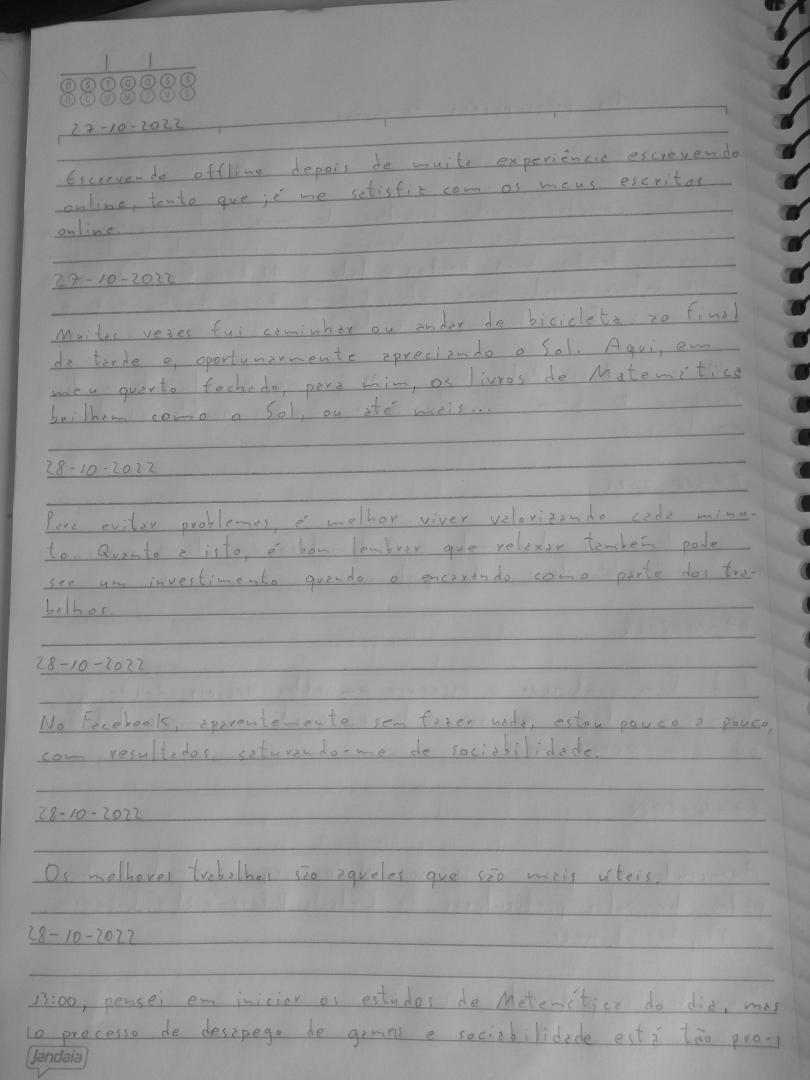 D S T Q Q S S
D L M M J V S
27-10-2022
Escrevendo offline depois de muita experiência escrevendo
online, tanto que já me satisfiz com os meus escritos
online.
27-10-2022
Muitas vezes fui caminhar ou andar de bicicleta ao final
da tarde e, oportunarmente apreciando o Sol. Aqui, em
meu quarto fechado, para mim, os livros de Matemática
brilham como o Sol, ou até mais...
28-10-2022
Para evitar problemas, é melhor viver valorizando cada minu-
to. Quanto a isto, é bom lembrar que relaxar também pode
ser um investimento quando o encarando como parte dos tra-
balhos.
28-10-2022
No Facebook, aparentemente sem fazer nada, estou pouco a pouco,
com resultados, saturando-me de sociabilidade.
28-10-2022
Os melhores trabalhos são aqueles que são mais úteis.
28-10-2022
13:00, pensei em iniciar os estudos de Matemática do dia, mas
o processo de desapego de games e sociabilidade está tão pro-
Jandaia